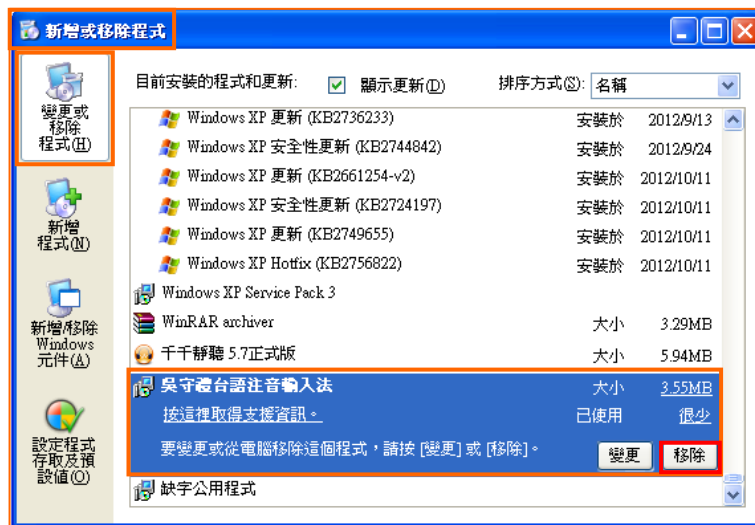 新增或移除程式
變更或
移除
程式(H)
新增
程式(N)
新增/移除
Windows
元件(A)
設定程式
存取及預
設值(O)
目前安裝的程式和更新: 顯示更新(D) 排序方式(S): 名稱
Windows XP 更新 (KB2736233) 安裝於 2012/9/13
Windows XP 安全性更新 (KB2744842) 安裝於 2012/9/24
Windows XP 更新 (KB2661254-v2) 安裝於 2012/10/11
Windows XP 安全性更新 (KB2724197) 安裝於 2012/10/11
Windows XP 更新 (KB2749655) 安裝於 2012/10/11
Windows XP Hotfix (KB2756822) 安裝於 2012/10/11
Windows XP Service Pack 3
WinRAR archiver 大小 3.29MB
千千靜聽 5.7正式版 大小 5.94MB
吳守禮台語注音輸入法 大小 3.55MB
按這裡取得支援資訊。 已使用 很少
要變更或從電腦移除這個程式，請按 [變更] 或 [移除]。 變更 移除
缺字公用程式